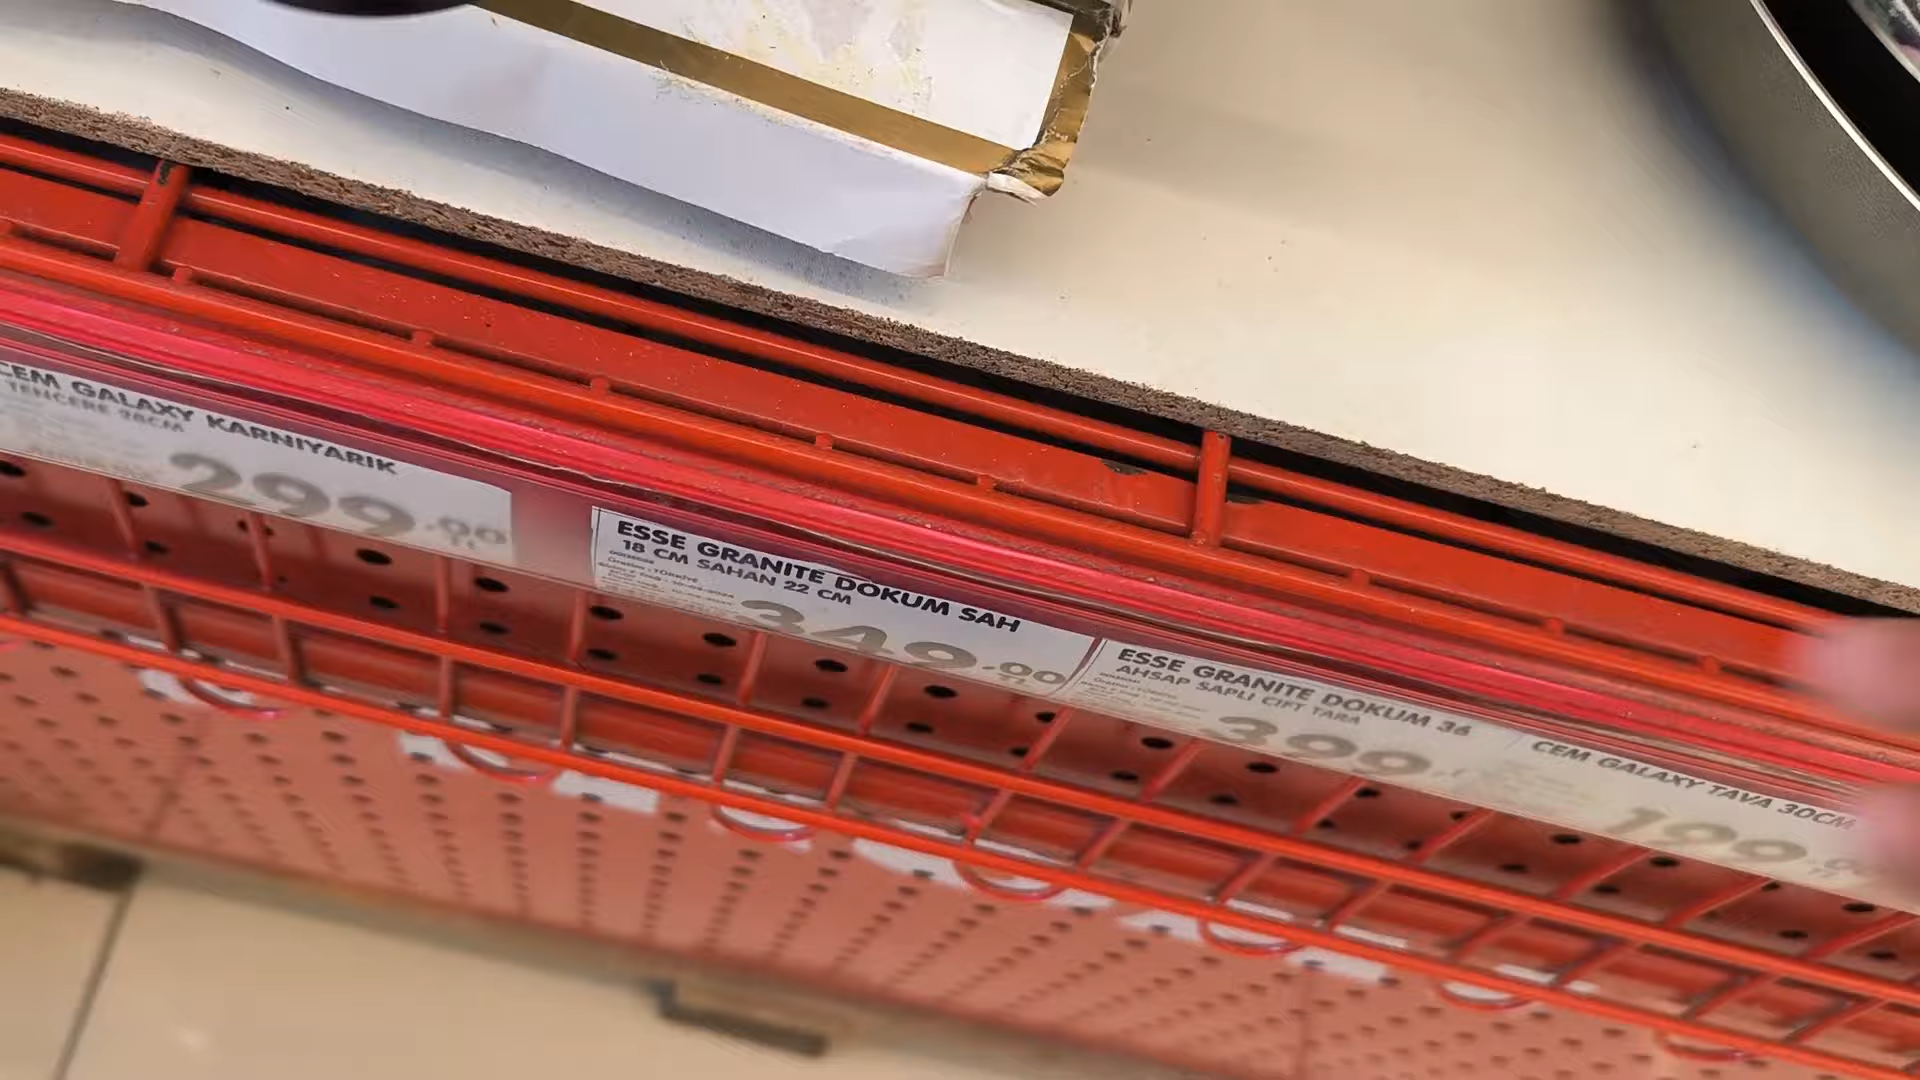 CEM GALAXY KARNIYARIK
TENCERE 28CM
299.90
ESSE GRANITE DOKUM SAH
18 CM SAHAN 22 CM
349.00
ESSE GRANITE DOKUM 36
AHSAP SAPLI CIFT TARA
399
CEM GALAXY TAVA 30CM
199